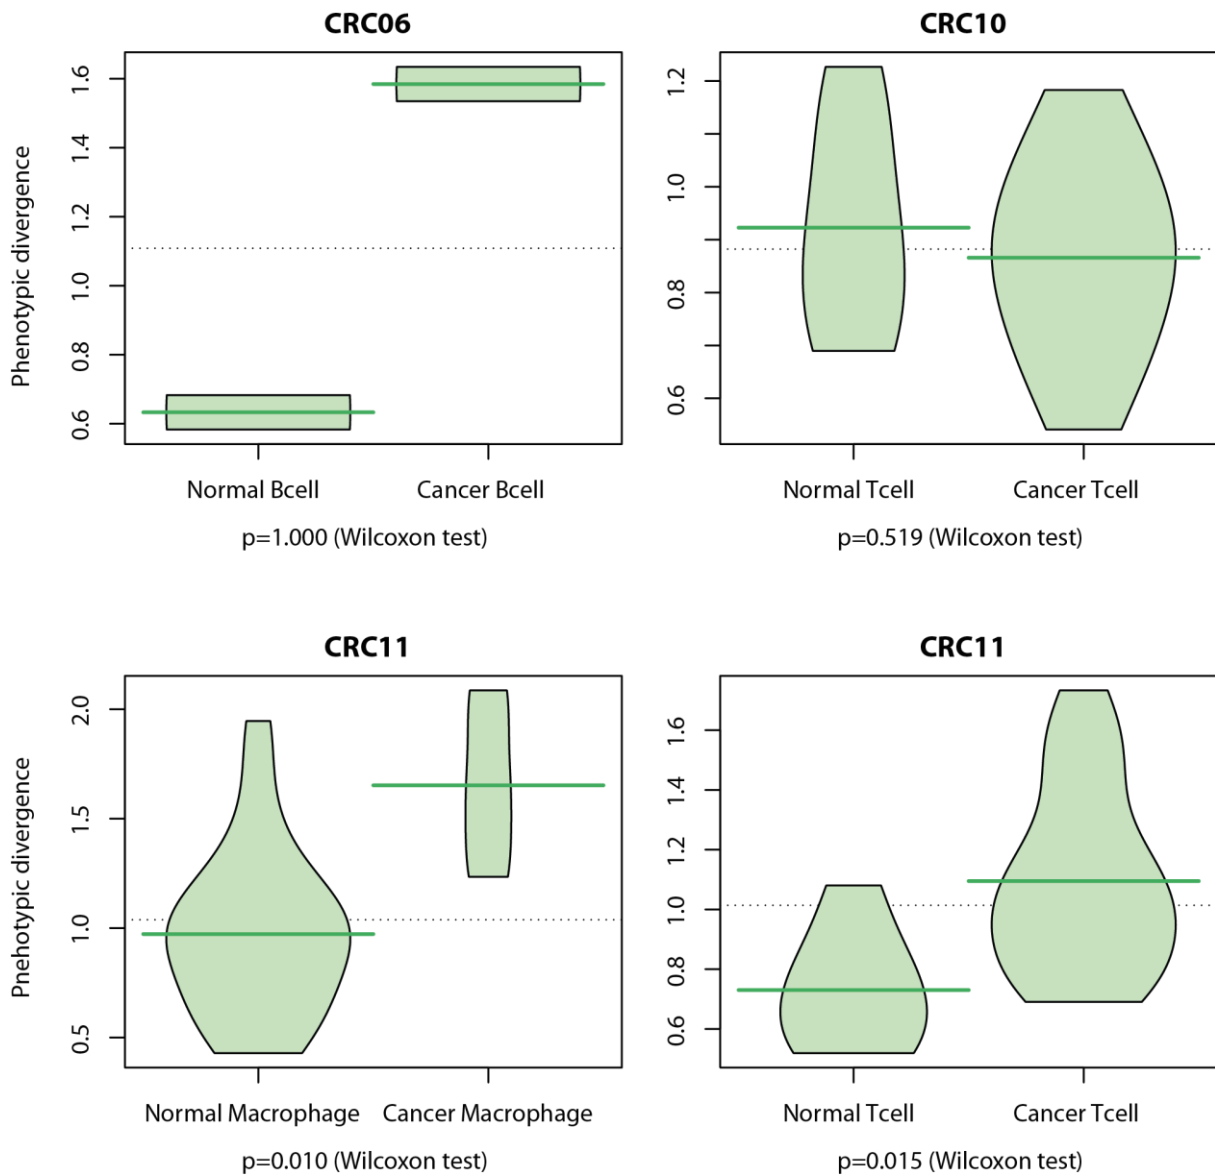 CRC06
CRC10
Phenotypic divergence
1.6
1.4
1.2
1.0
0.8
0.6
1.2
1.0
0.8
0.6
Normal Bcell Cancer Bcell
Normal Tcell Cancer Tcell
p=1.000 (Wilcoxon test)
p=0.519 (Wilcoxon test)
CRC11
CRC11
Pnehotypic divergence
2.0
1.5
1.0
0.5
1.6
1.4
1.2
1.0
0.8
0.6
Normal Macrophage Cancer Macrophage
Normal Tcell Cancer Tcell
p=0.010 (Wilcoxon test)
p=0.015 (Wilcoxon test)